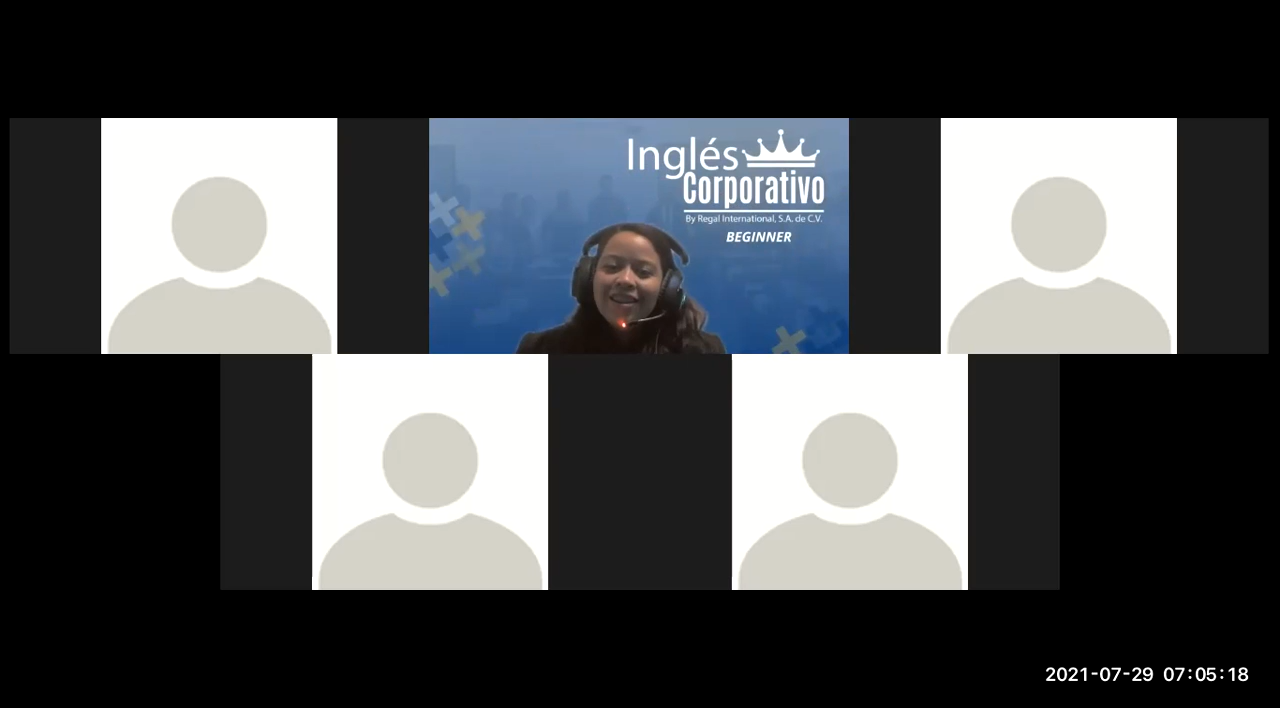 Inglés
Corporativo
By Regal International, S.A. de C.V.
BEGINNER
2021-07-29 07:05:18